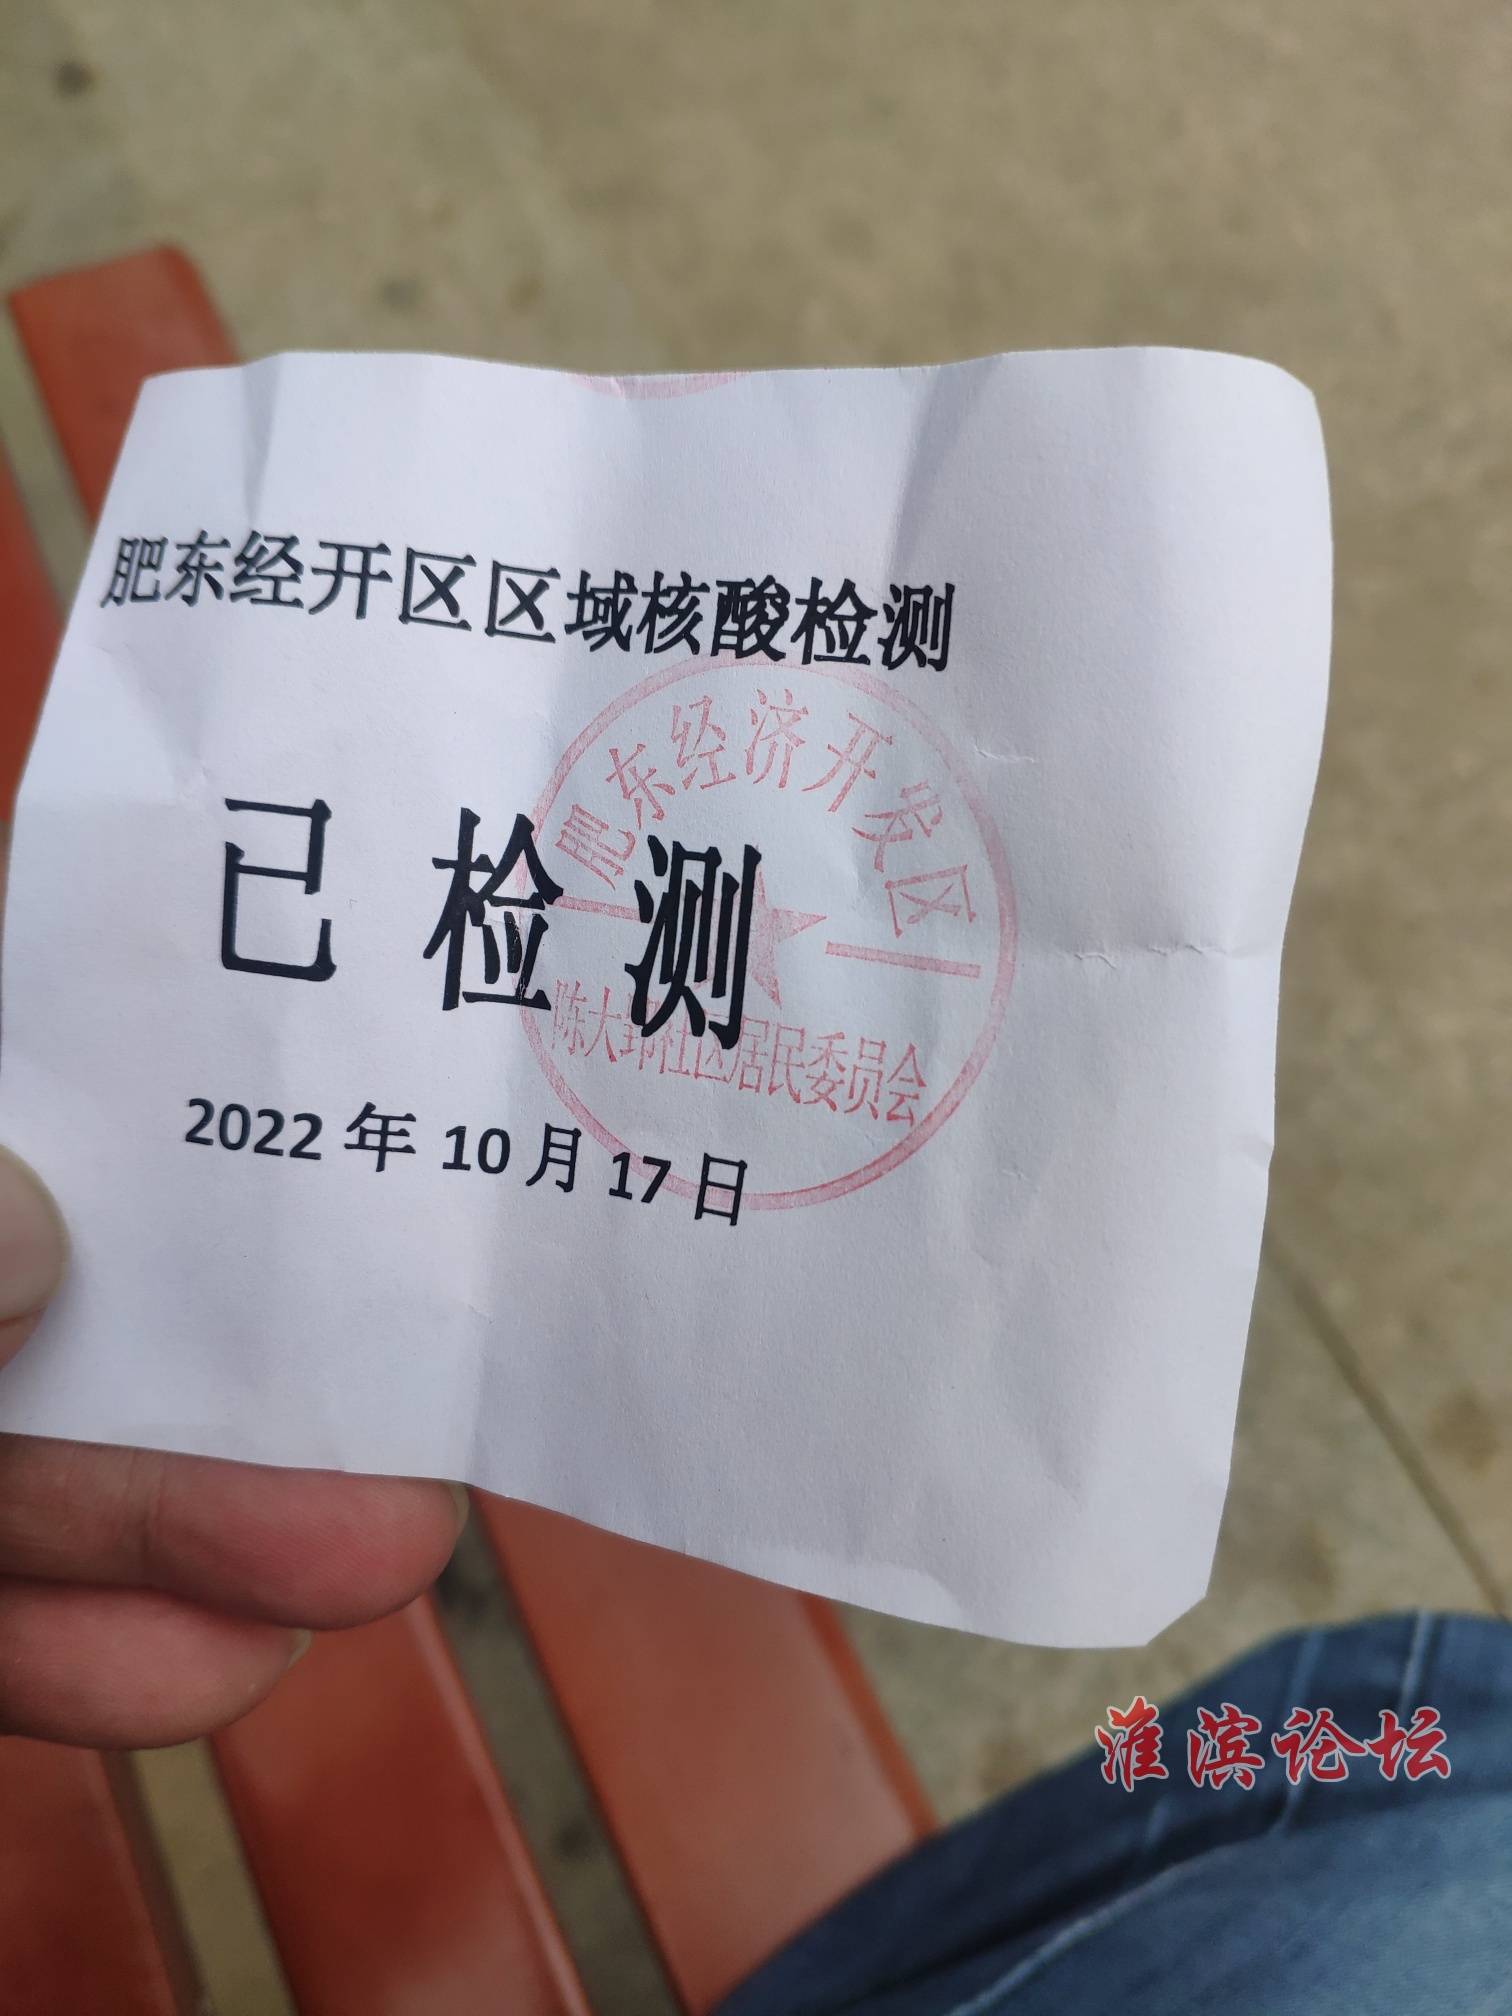 肥东经开区区域核酸检测
已检测
2022年10月17日
肥东经济开发区
陈大郢社区居民委员会
淮滨论坛